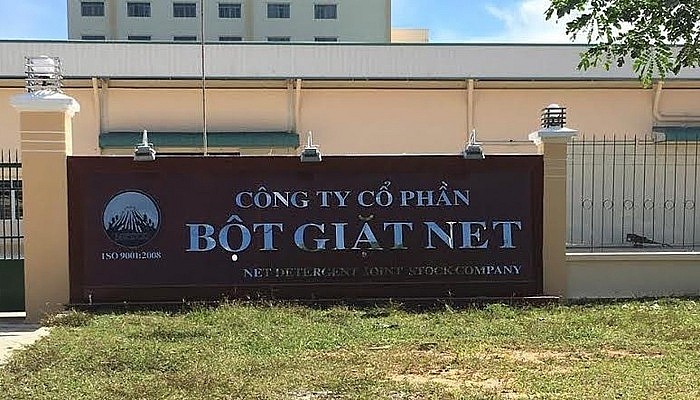 CÔNG TY CỔ PHẦN
BỘT GIẶT NET
NET DETERGENT JOINT STOCK COMPANY
ISO 9001:2008